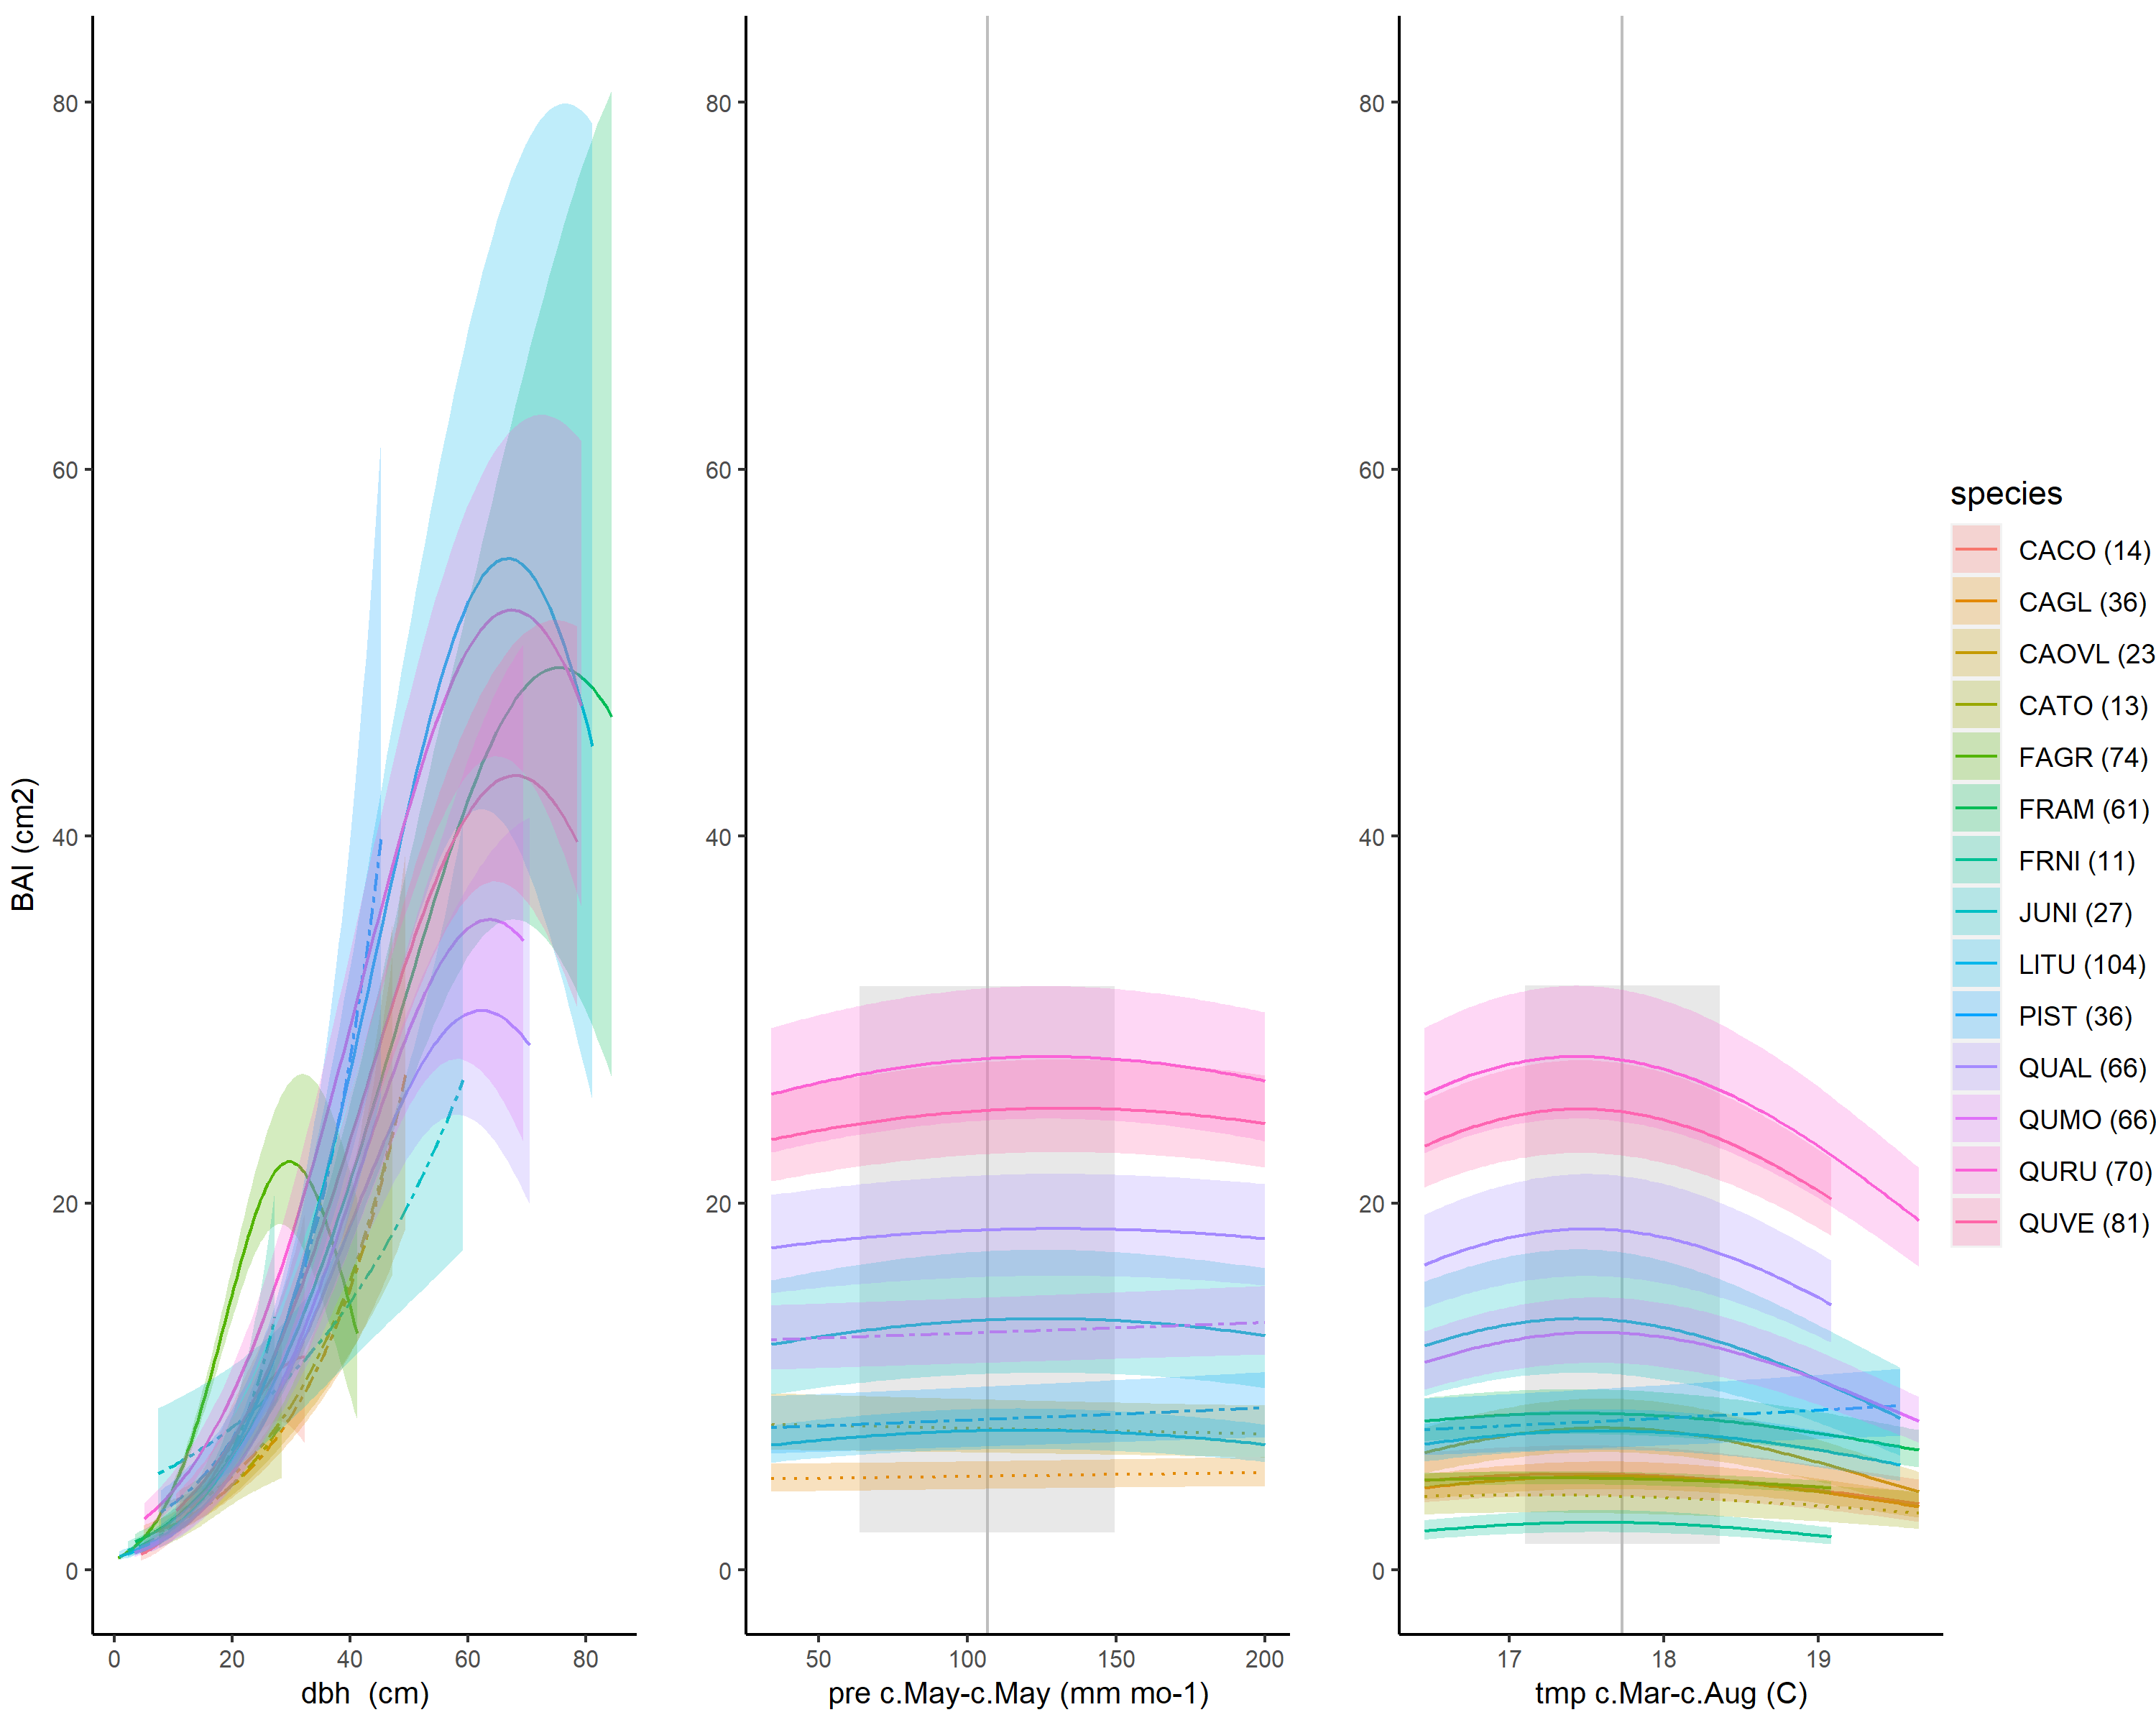 80
60
40
20
0
BAI (cm2)
0 20 40 60 80
dbh  (cm)
80
60
40
20
0
50 100 150 200
pre c.May-c.May (mm mo-1)
80
60
40
20
0
17 18 19
tmp c.Mar-c.Aug (C)
species
CACO (14)
CAGL (36)
CAOVL (23
CATO (13)
FAGR (74)
FRAM (61)
FRNI (11)
JUNI (27)
LITU (104)
PIST (36)
QUAL (66)
QUMO (66)
QURU (70)
QUVE (81)